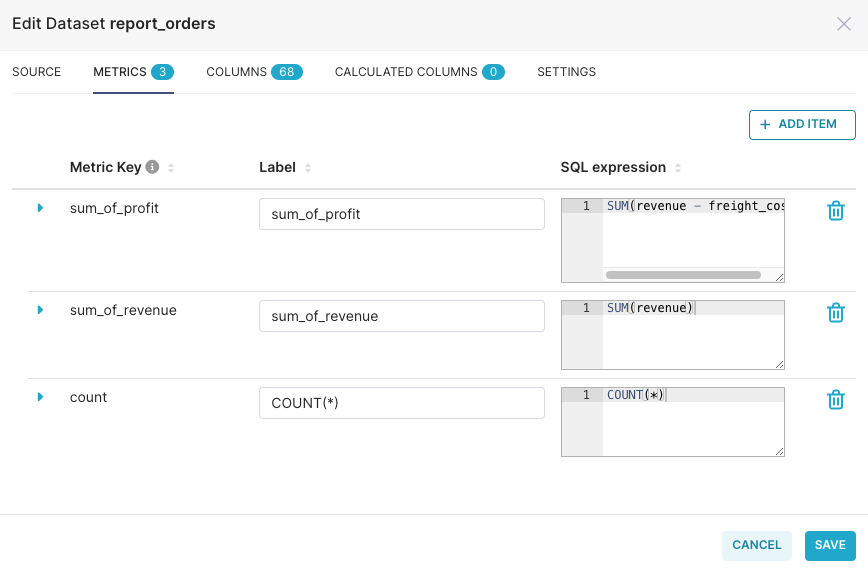 Edit Dataset report_orders
SOURCE METRICS 3 COLUMNS 68 CALCULATED COLUMNS 0 SETTINGS
+ ADD ITEM
Metric Key Label SQL expression
sum_of_profit sum_of_profit 1 SUM(revenue - freight_cos
sum_of_revenue sum_of_revenue 1 SUM(revenue)
count COUNT(*) 1 COUNT(*)
CANCEL SAVE